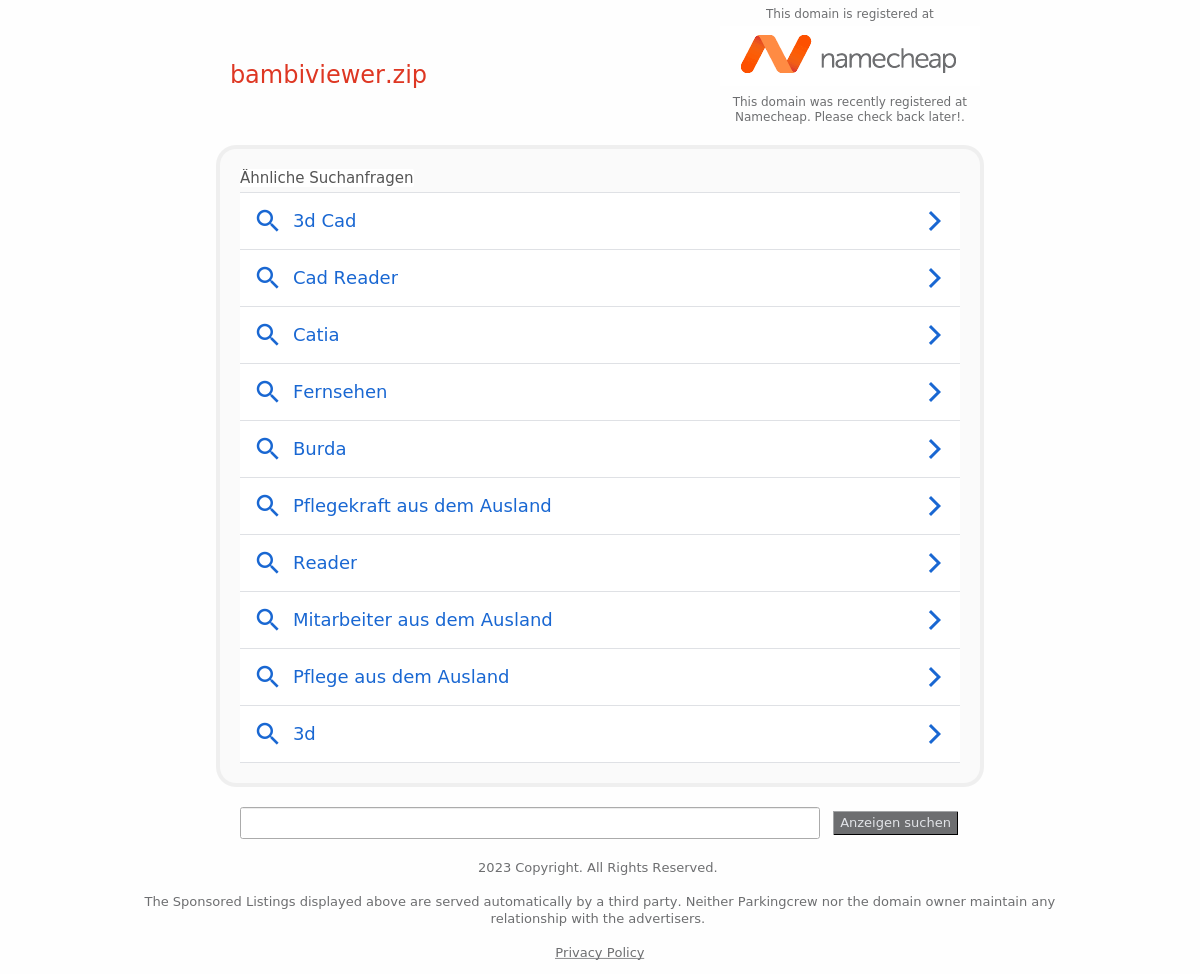 This domain is registered at
namecheap
bambiviewer.zip
This domain was recently registered at
Namecheap. Please check back later!.
Ähnliche Suchanfragen
3d Cad
Cad Reader
Catia
Fernsehen
Burda
Pflegekraft aus dem Ausland
Reader
Mitarbeiter aus dem Ausland
Pflege aus dem Ausland
3d
Anzeigen suchen
2023 Copyright. All Rights Reserved.
The Sponsored Listings displayed above are served automatically by a third party. Neither Parkingcrew nor the domain owner maintain any
relationship with the advertisers.
Privacy Policy